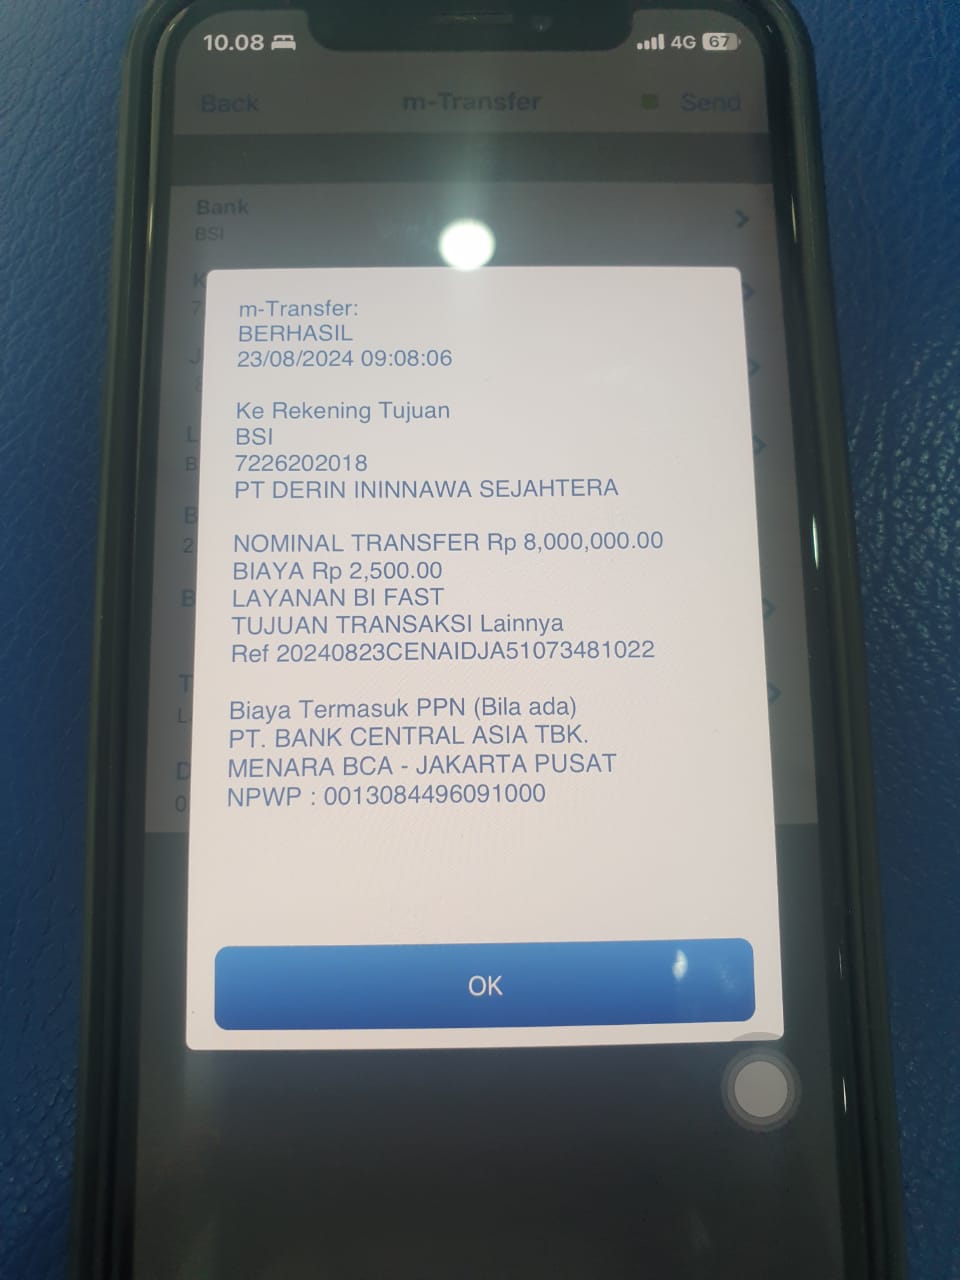 10.08
4G 67
Back m-Transfer Send
Bank
BSI
m-Transfer:
BERHASIL
23/08/2024 09:08:06
Ke Rekening Tujuan
BSI
7226202018
PT DERIN ININNAWA SEJAHTERA
NOMINAL TRANSFER Rp 8,000,000.00
BIAYA Rp 2,500.00
LAYANAN BI FAST
TUJUAN TRANSAKSI Lainnya
Ref 20240823CENAIDJA51073481022
Biaya Termasuk PPN (Bila ada)
PT. BANK CENTRAL ASIA TBK.
MENARA BCA - JAKARTA PUSAT
NPWP : 0013084496091000
OK